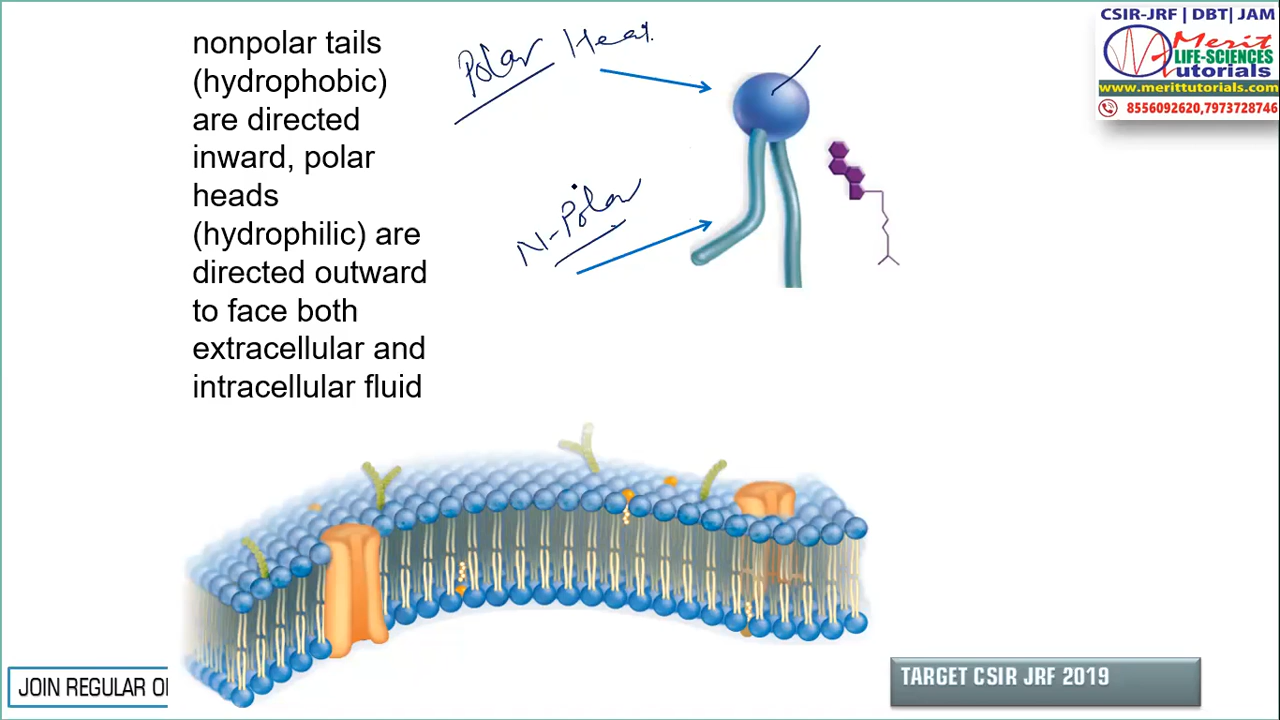 nonpolar tails
(hydrophobic)
are directed
inward, polar
heads
(hydrophilic) are
directed outward
to face both
extracellular and
intracellular fluid
Polar Heat
N-Polar
CSIR-JRF | DBT| JAM
Merit
LIFE-SCIENCES
utorials
www.merittutorials.com
8556092620,7973728746
JOIN REGULAR
TARGET CSIR JRF 2019